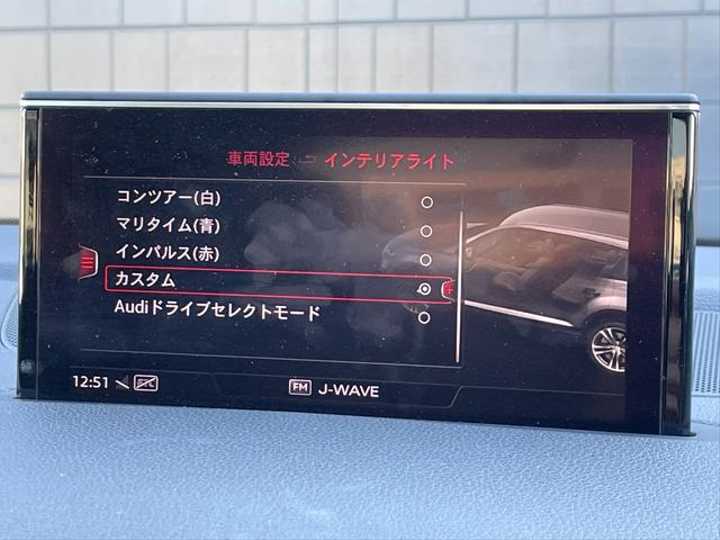 車両設定 インテリアライト
コンツアー(白)
マリタイム(青)
インパルス(赤)
カスタム
Audiドライブセレクトモード
12:51 ETC FM J-WAVE